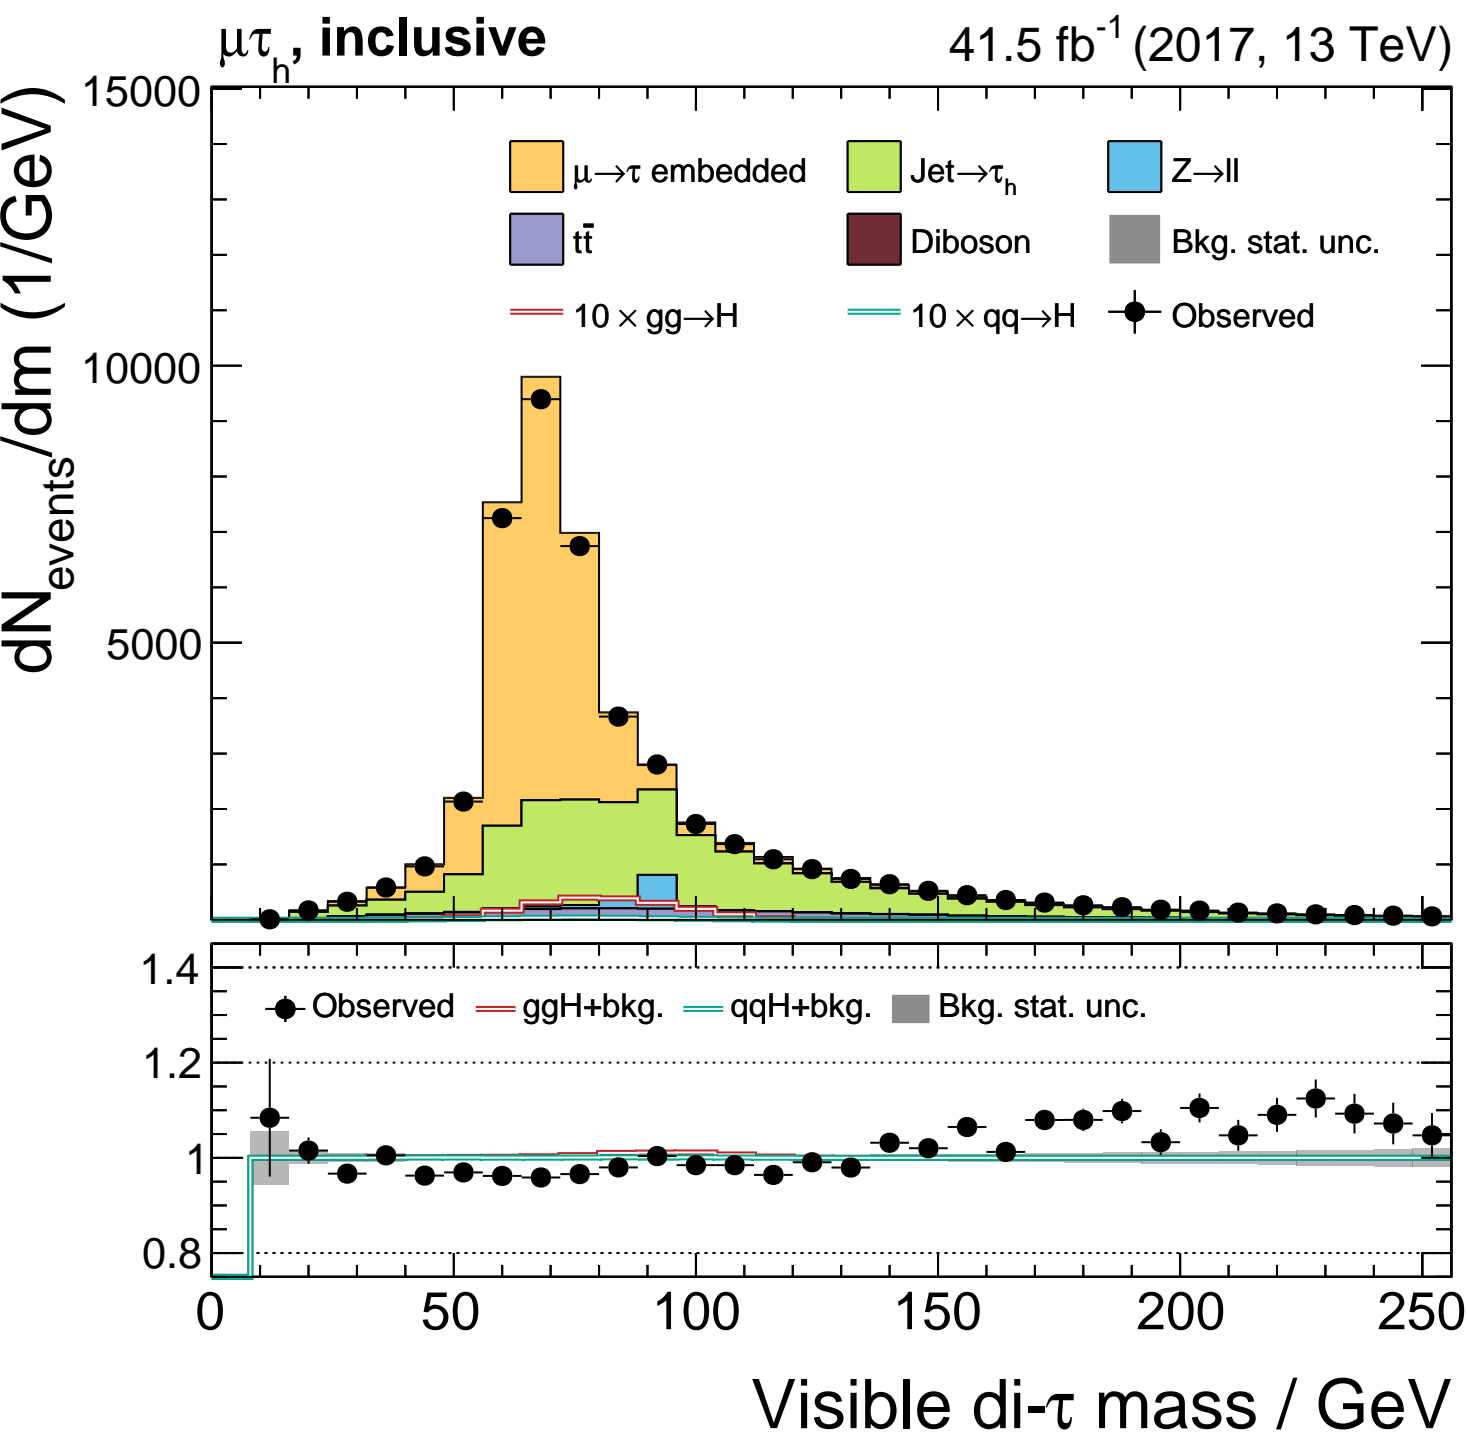 μτh, inclusive 41.5 fb-1 (2017, 13 TeV)
dNevents/dm (1/GeV)
15000
10000
5000
μ→τ embedded Jet→τh Z→ll
tt̄ Diboson Bkg. stat. unc.
10 × gg→H 10 × qq→H Observed
1.4
1.2
1
0.8
Observed ggH+bkg. qqH+bkg. Bkg. stat. unc.
0 50 100 150 200 250
Visible di-τ mass / GeV